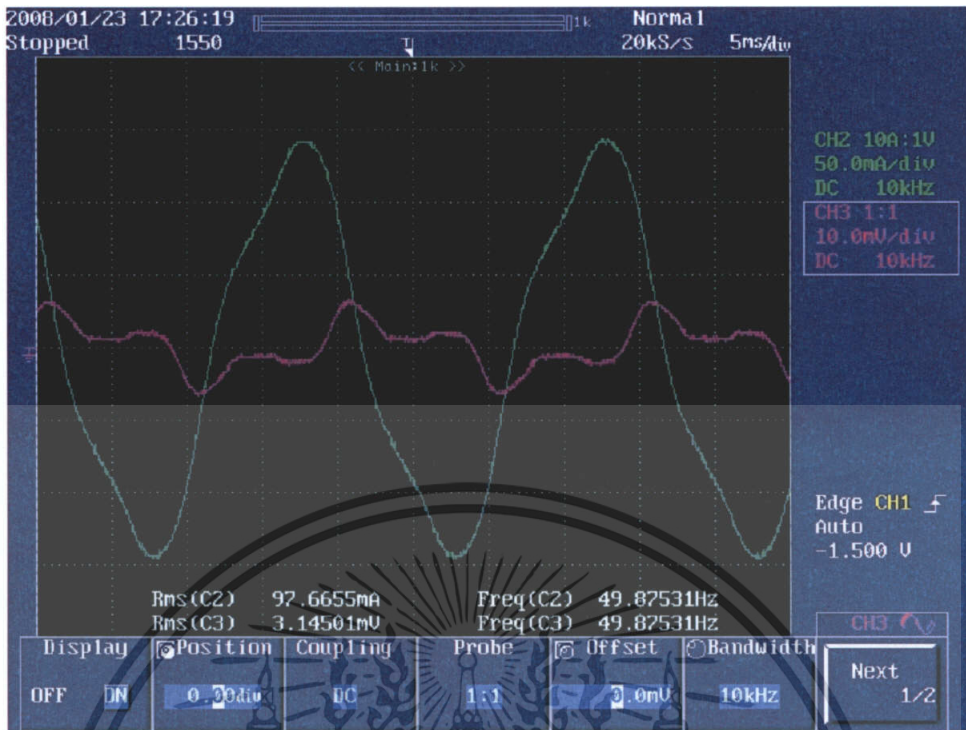 2008/01/23 17:26:19 1k Normal
Stopped 1550 T 20kS/s 5ms/div
<< Main:1k >>
CH2 10A:1V
50.0mA/div
DC 10kHz
CH3 1:1
10.0mV/div
DC 10kHz
Edge CH1
Auto
-1.500 V
Rms(C2) 97.6655mA Freq(C2) 49.87531Hz
Rms(C3) 3.14501mV Freq(C3) 49.87531Hz
CH3
Display Position Coupling Probe Offset Bandwidth
OFF ON 0.00div DC 1:1 0.0mV 10kHz
Next
1/2